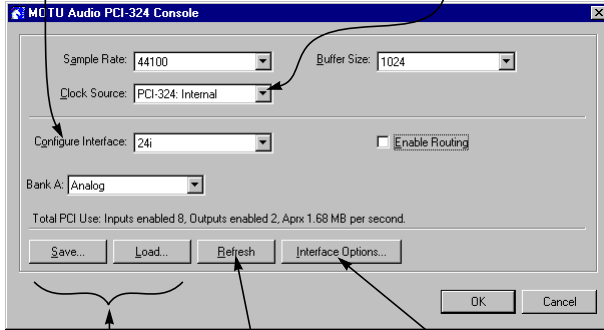 MOTU Audio PCI-324 Console
Sample Rate: 44100 Buffer Size: 1024
Clock Source: PCI-324: Internal
Configure Interface: 24i Enable Routing
Bank A: Analog
Total PCI Use: Inputs enabled 8, Outputs enabled 2, Aprx 1.68 MB per second.
Save... Load... Refresh Interface Options...
OK Cancel